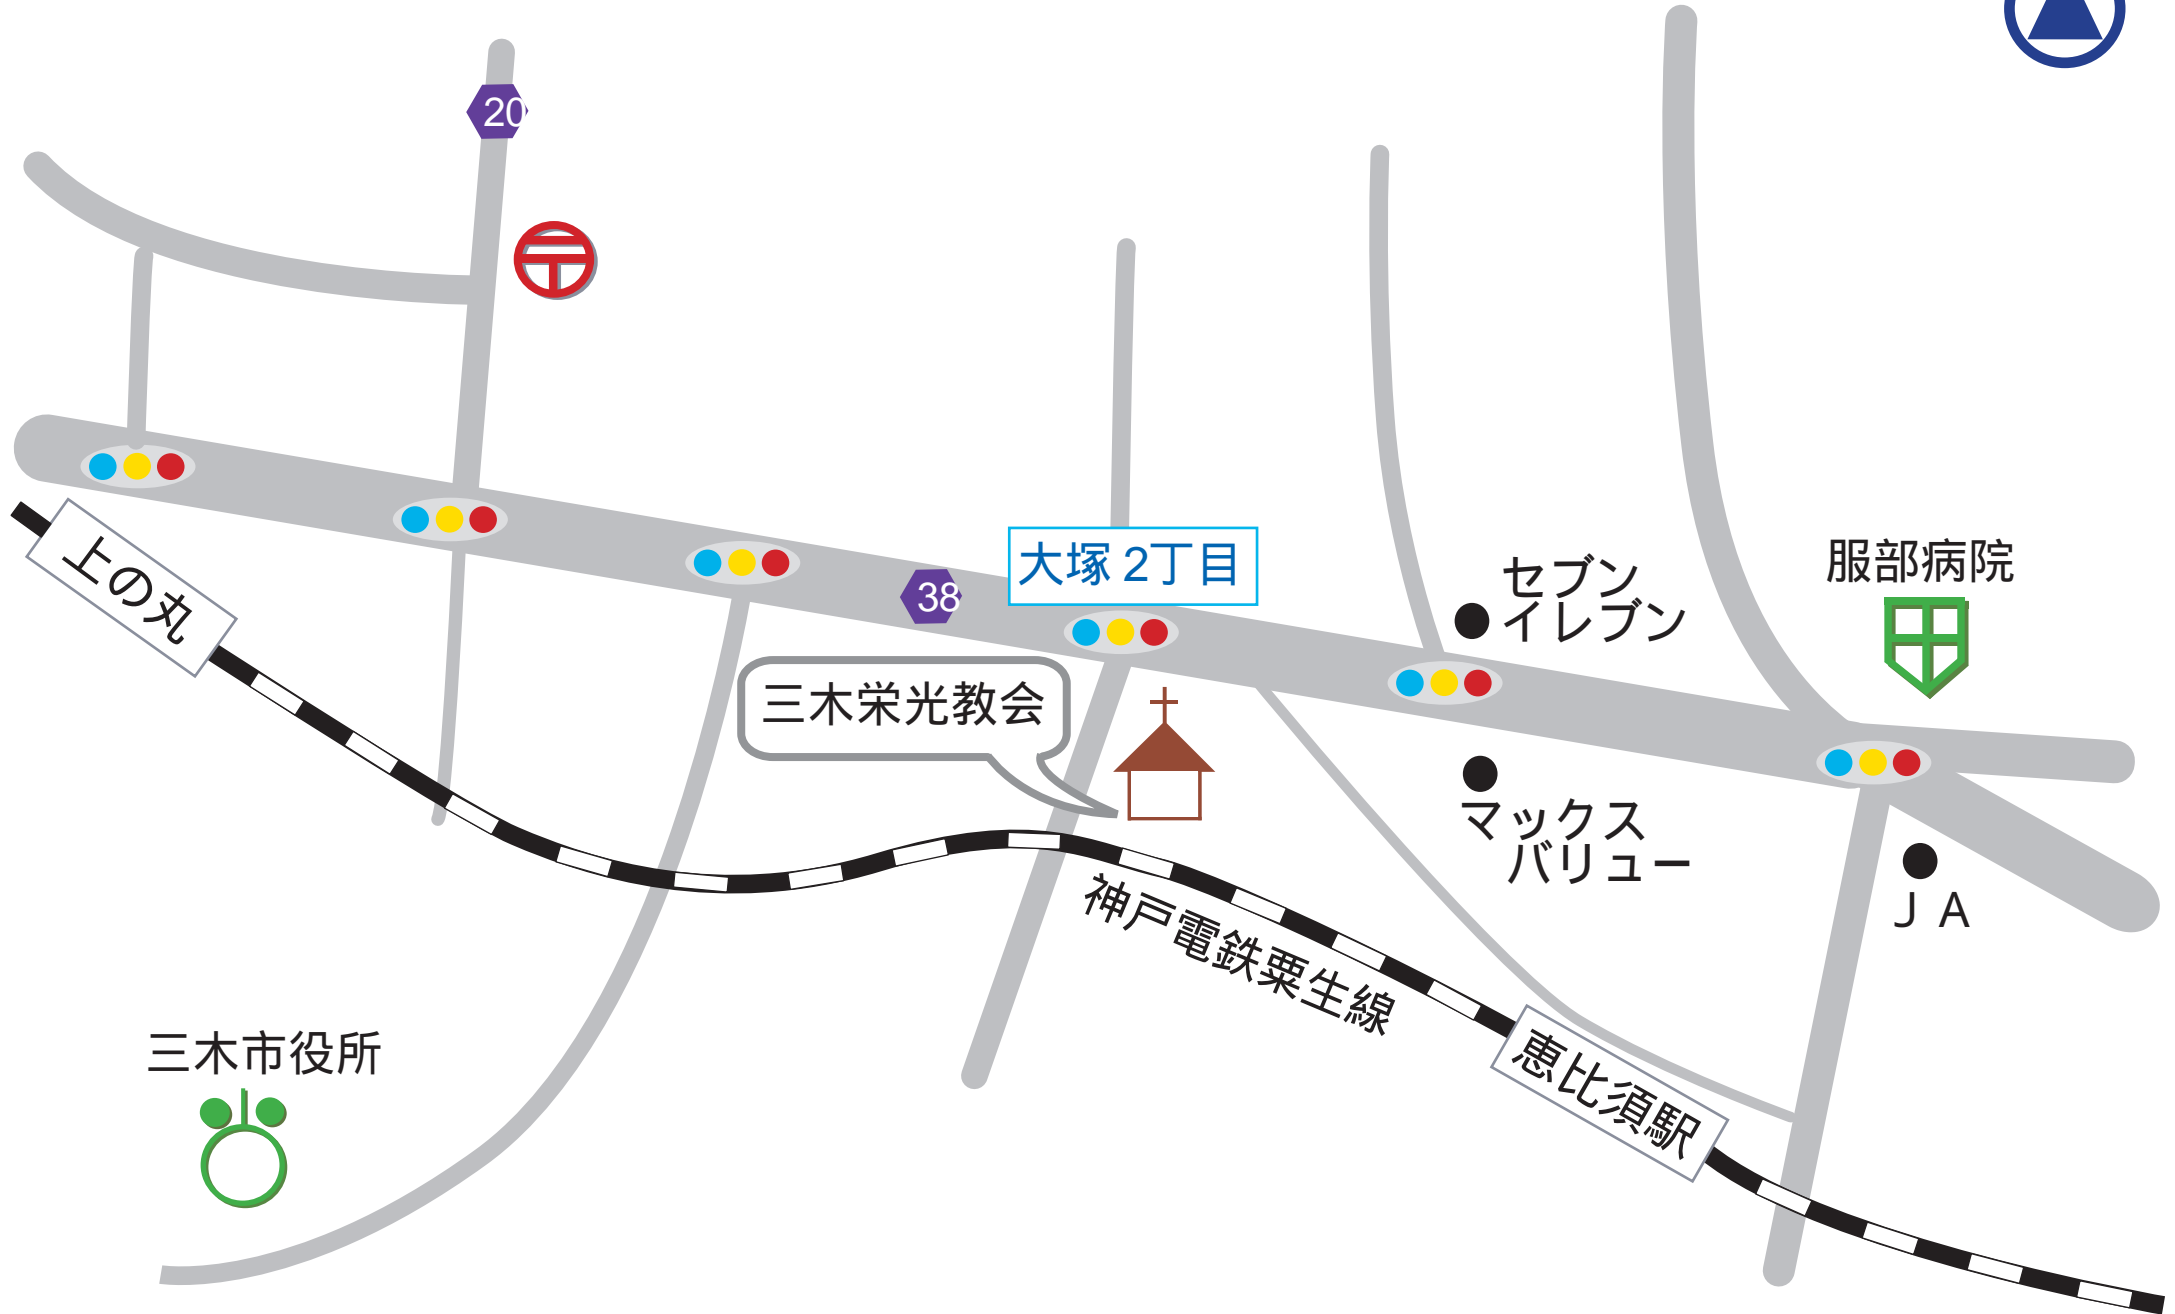 20
大塚 2丁目
38
セブン
イレブン
服部病院
上の丸
三木栄光教会
マックス
バリュー
JA
神戸電鉄粟生線
三木市役所
恵比須駅